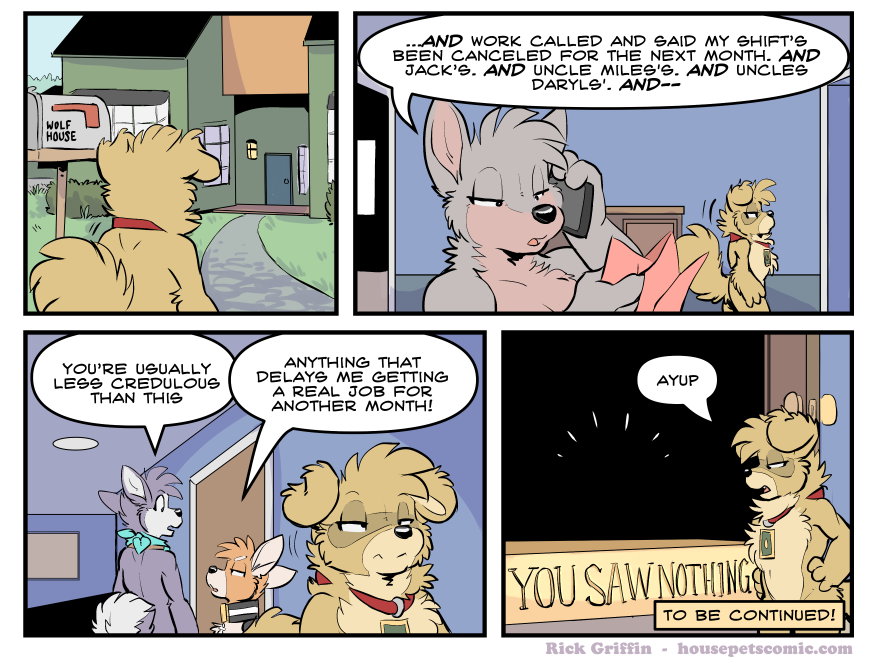 WOLF
HOUSE
...AND WORK CALLED AND SAID MY SHIFT'S
BEEN CANCELED FOR THE NEXT MONTH. AND
JACK'S. AND UNCLE MILES'S. AND UNCLES
DARYLS'. AND--
YOU'RE USUALLY
LESS CREDULOUS
THAN THIS
ANYTHING THAT
DELAYS ME GETTING
A REAL JOB FOR
ANOTHER MONTH!
AYUP
YOU SAW NOTHING
TO BE CONTINUED!
Rick Griffin - housepetscomic.com